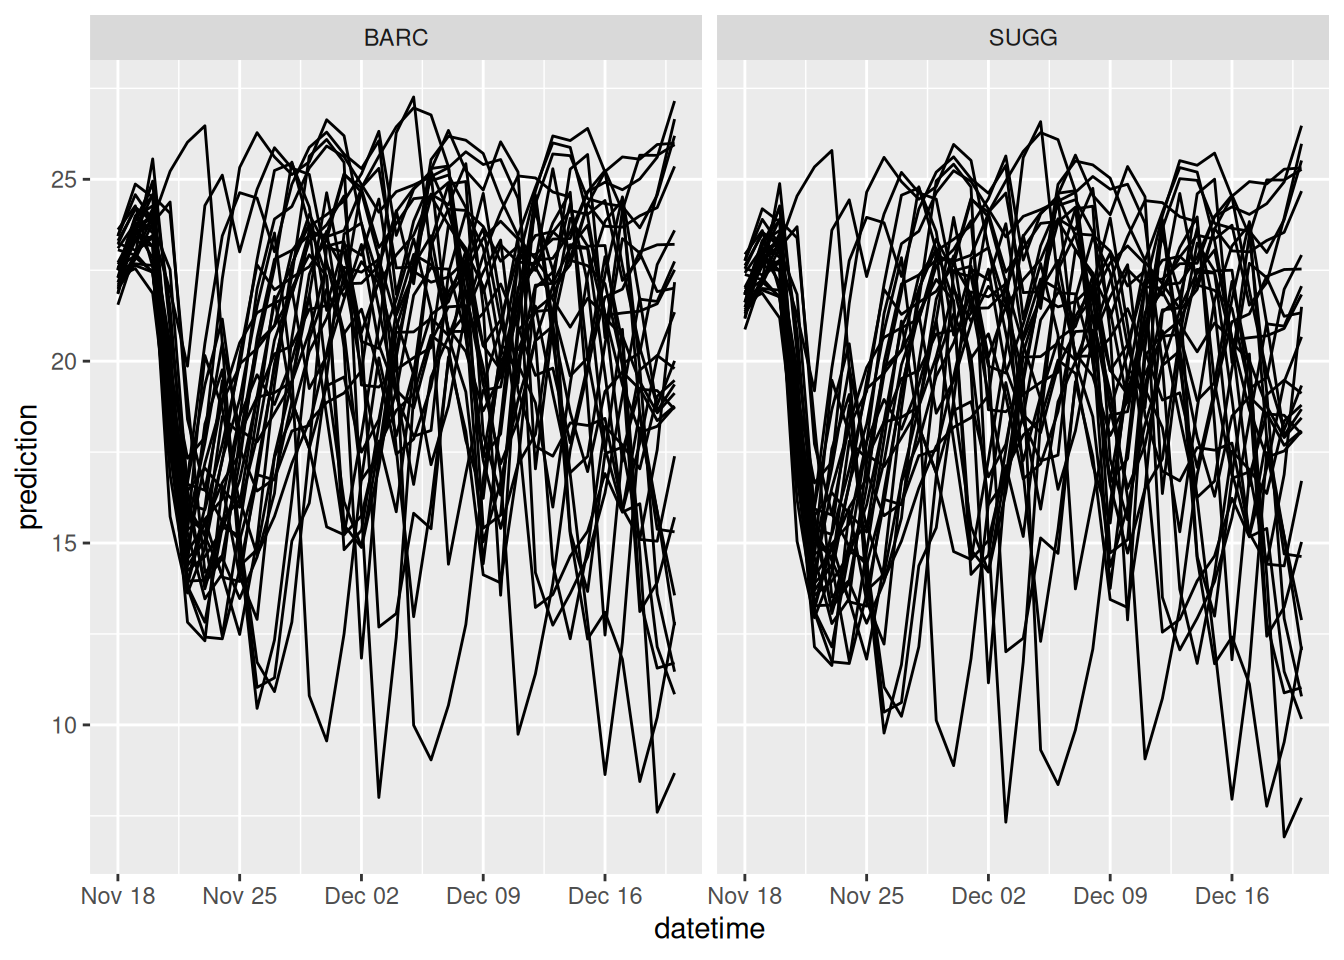 BARC
SUGG
prediction
25
20
15
10
Nov 18
Nov 25
Dec 02
Dec 09
Dec 16
Nov 18
Nov 25
Dec 02
Dec 09
Dec 16
datetime